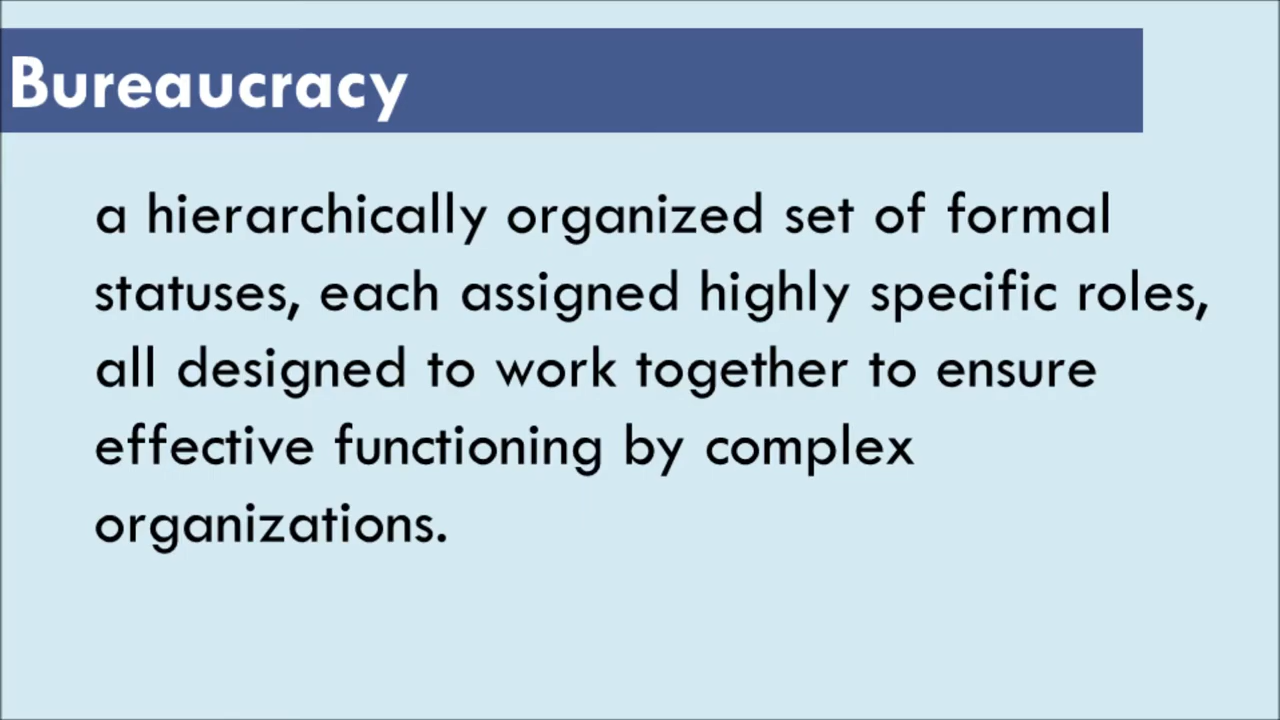 Bureaucracy
a hierarchically organized set of formal
statuses, each assigned highly specific roles,
all designed to work together to ensure
effective functioning by complex
organizations.